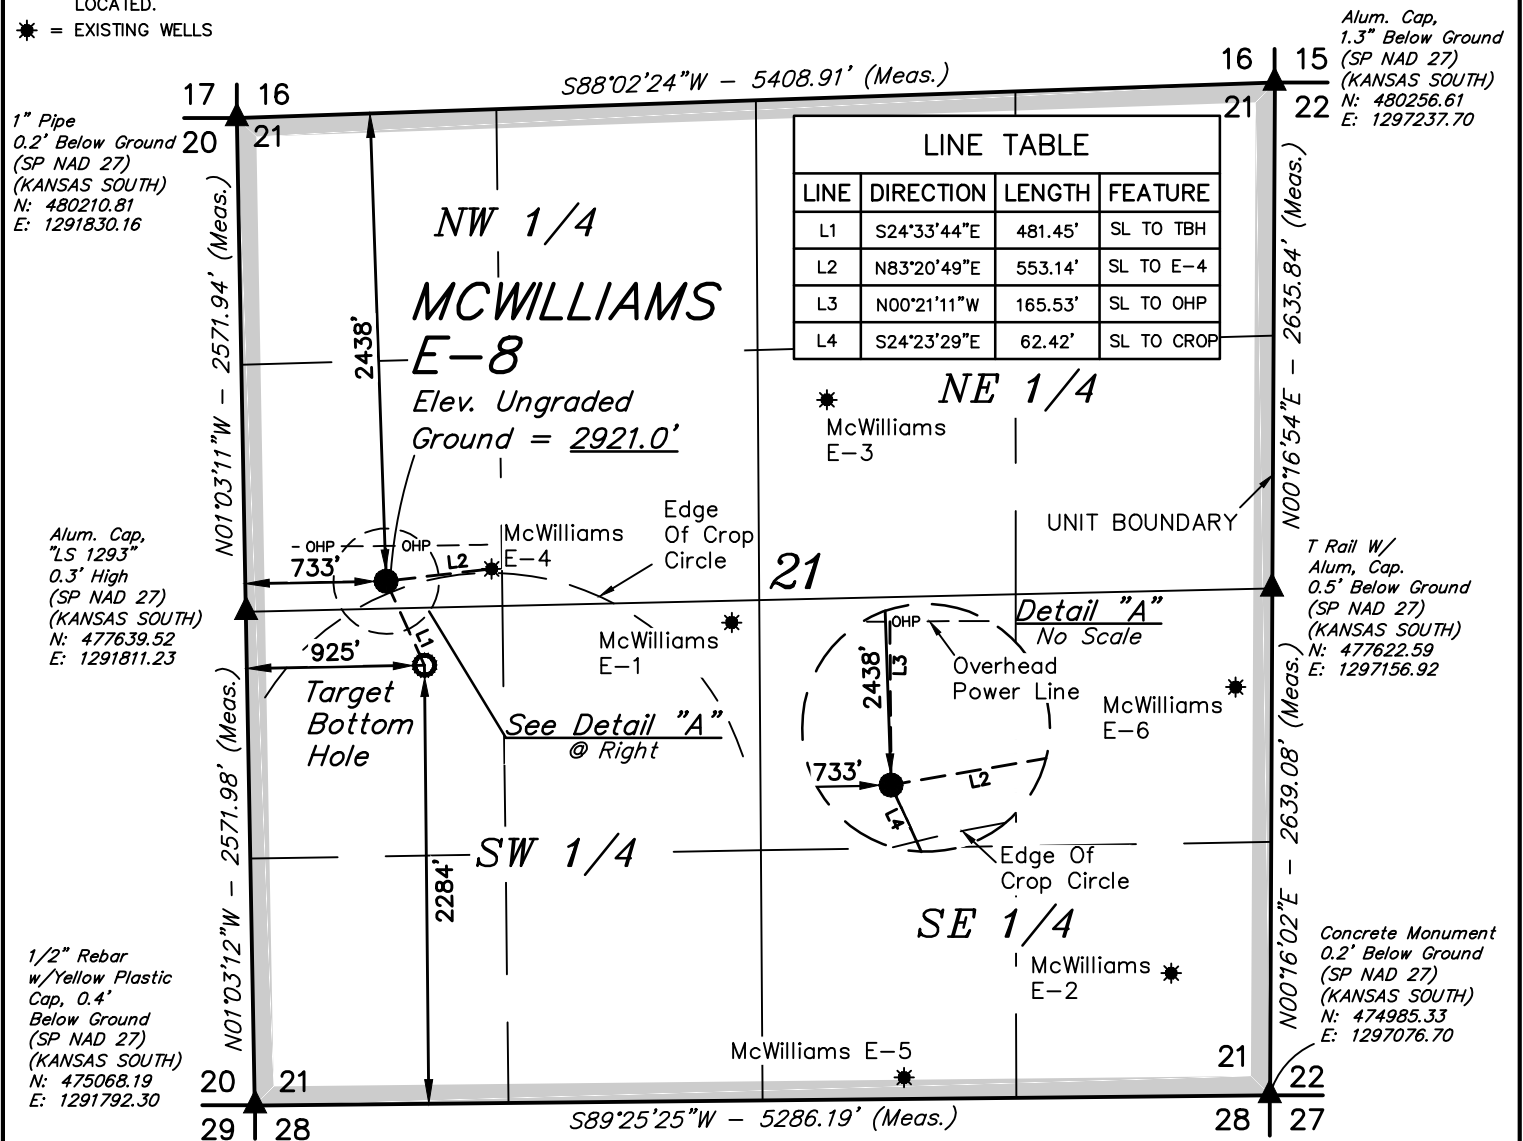 LOCATED.
= EXISTING WELLS
Alum. Cap,
1.3" Below Ground
(SP NAD 27)
(KANSAS SOUTH)
N: 480256.61
E: 1297237.70
16 15
21 22
S88°02'24"W - 5408.91' (Meas.)
17 16
20 21
1" Pipe
0.2' Below Ground
(SP NAD 27)
(KANSAS SOUTH)
N: 480210.81
E: 1291830.16
LINE TABLE
LINE DIRECTION LENGTH FEATURE
L1 S24°33'44"E 481.45' SL TO TBH
L2 N83°20'49"E 553.14' SL TO E-4
L3 N00°21'11"W 165.53' SL TO OHP
L4 S24°23'29"E 62.42' SL TO CROP
N01°03'11"W - 2571.94' (Meas.)
2438'
NW 1/4
MCWILLIAMS
E-8
Elev. Ungraded
Ground = 2921.0'
NE 1/4
McWilliams
E-3
N00°16'54"E - 2635.84' (Meas.)
UNIT BOUNDARY
Edge
Of Crop
Circle
McWilliams
E-4
OHP OHP
733'
L2
21
Alum. Cap,
"LS 1293"
0.3' High
(SP NAD 27)
(KANSAS SOUTH)
N: 477639.52
E: 1291811.23
T Rail W/
Alum, Cap.
0.5' Below Ground
(SP NAD 27)
(KANSAS SOUTH)
N: 477622.59
E: 1297156.92
L1
925'
Target
Bottom
Hole
McWilliams
E-1
See Detail "A"
@ Right
Detail "A"
No Scale
OHP
Overhead
Power Line
2438'
L3
733'
L2
L4
Edge Of
Crop Circle
McWilliams
E-6
N01°03'12"W - 2571.98' (Meas.)
2284'
SW 1/4
SE 1/4
McWilliams
E-2
McWilliams E-5
N00°16'02"E - 2639.08' (Meas.)
1/2" Rebar
w/Yellow Plastic
Cap, 0.4'
Below Ground
(SP NAD 27)
(KANSAS SOUTH)
N: 475068.19
E: 1291792.30
Concrete Monument
0.2' Below Ground
(SP NAD 27)
(KANSAS SOUTH)
N: 474985.33
E: 1297076.70
20 21
29 28
S89°25'25"W - 5286.19' (Meas.)
21 22
28 27